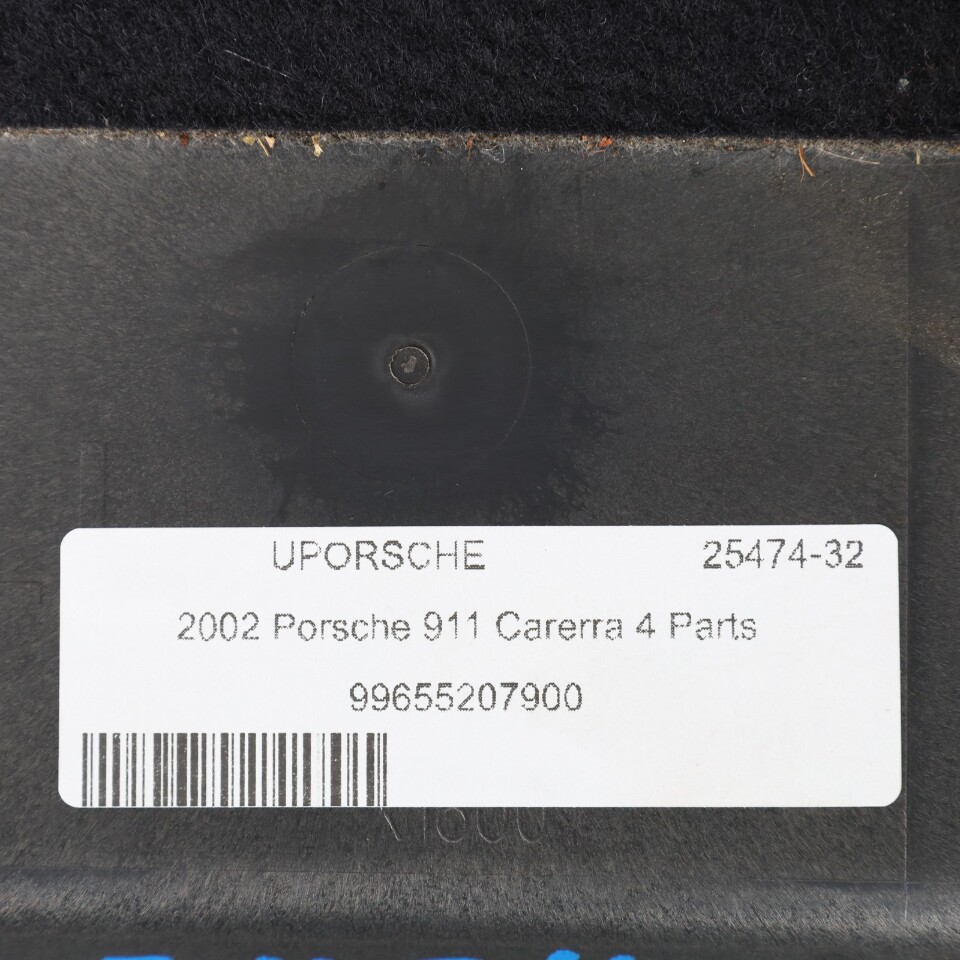 UPORSCHE 25474-32
2002 Porsche 911 Carerra 4 Parts
99655207900